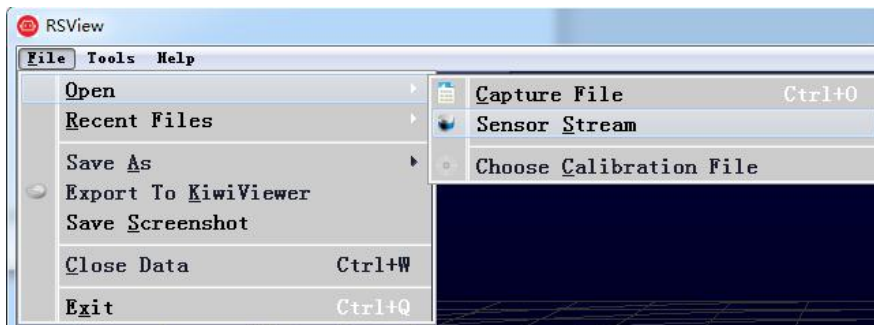 RSView
File Tools Help
Open
Recent Files
Save As
Export To KiwiViewer
Save Screenshot
Close Data Ctrl+W
Exit Ctrl+Q
Capture File Ctrl+O
Sensor Stream
Choose Calibration File